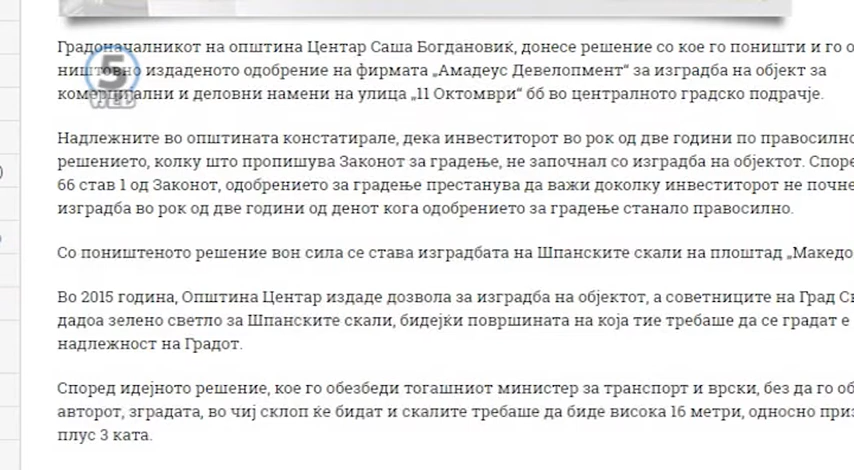 Градоначалникот на општина Центар Саша Богдановиќ, донесе решение со кое го поништи и го о
ништовно издаденото одобрение на фирмата „Амадеус Девелопмент“ за изградба на објект за
комерцијални и деловни намени на улица „11 Октомври“ бб во централното градско подрачје.
5
WEB
Надлежните во општината констатирале, дека инвеститорот во рок од две години по правосилно
решението, колку што пропишува Законот за градење, не започнал со изградба на објектот. Споре
66 став 1 од Законот, одобрението за градење престанува да важи доколку инвеститорот не почне
изградба во рок од две години од денот кога одобрението за градење станало правосилно.
Со поништеното решение вон сила се става изградбата на Шпанските скали на плоштад „Македо
Во 2015 година, Општина Центар издаде дозвола за изградба на објектот, а советниците на Град Ск
дадоа зелено светло за Шпанските скали, бидејќи површината на која тие требаше да се градат е
надлежност на Градот.
Според идејното решение, кое го обезбеди тогашниот министер за транспорт и врски, без да го об
авторот, зградата, во чиј склоп ќе бидат и скалите требаше да биде висока 16 метри, односно приз
плус 3 ката.